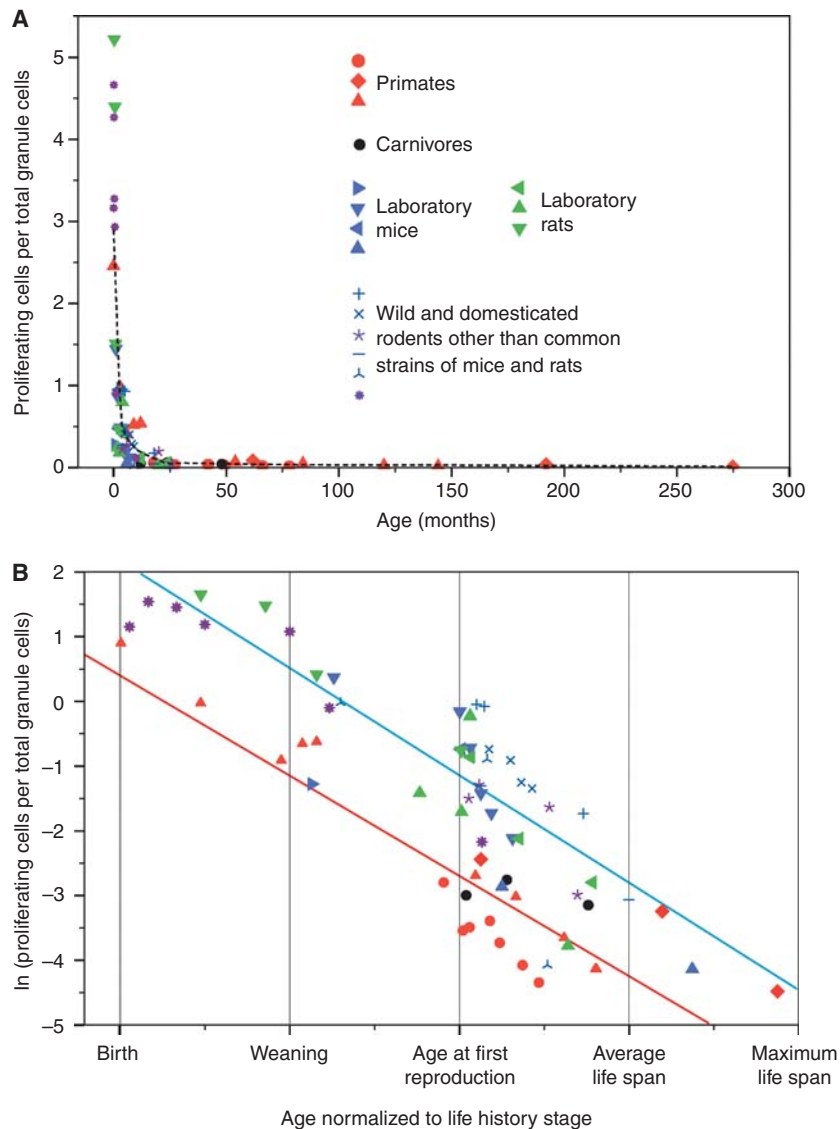 A
Proliferating cells per total granule cells
5
4
3
2
1
0
Primates
Carnivores
Laboratory
mice
Laboratory
rats
Wild and domesticated
rodents other than common
strains of mice and rats
0
50
100
150
200
250
300
Age (months)
B
ln (proliferating cells per total granule cells)
2
1
0
–1
–2
–3
–4
–5
Birth
Weaning
Age at first
reproduction
Average
life span
Maximum
life span
Age normalized to life history stage